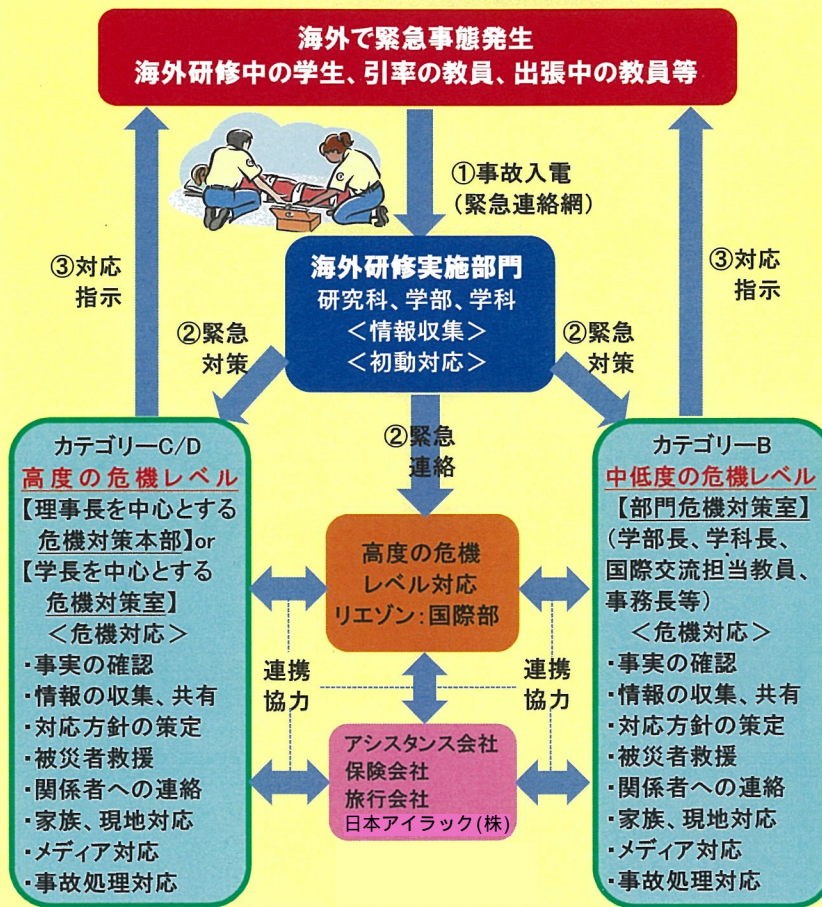 海外で緊急事態発生
海外研修中の学生、引率の教員、出張中の教員等
①事故入電
(緊急連絡網)
③対応
指示
③対応
指示
海外研修実施部門
研究科、学部、学科
＜情報収集＞
＜初動対応＞
②緊急
対策
②緊急
対策
②緊急
連絡
カテゴリーC/D
高度の危機レベル
【理事長を中心とする
危機対策本部】or
【学長を中心とする
危機対策室】
＜危機対応＞
・事実の確認
・情報の収集、共有
・対応方針の策定
・被災者救援
・関係者への連絡
・家族、現地対応
・メディア対応
・事故処理対応
高度の危機
レベル対応
リエゾン：国際部
連携
協力
連携
協力
アシスタンス会社
保険会社
旅行会社
日本アイラック(株)
カテゴリーB
中低度の危機レベル
【部門危機対策室】
(学部長、学科長、
国際交流担当教員、
事務長等)
＜危機対応＞
・事実の確認
・情報の収集、共有
・対応方針の策定
・被災者救援
・関係者への連絡
・家族、現地対応
・メディア対応
・事故処理対応